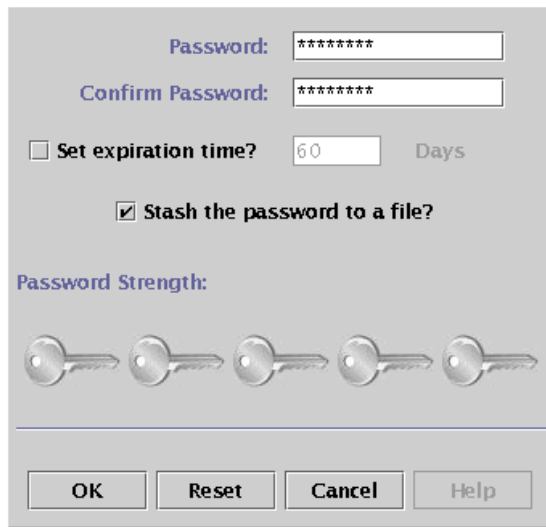 Password: ********
Confirm Password: ********
Set expiration time? 60 Days
Stash the password to a file?
Password Strength:
OK Reset Cancel Help